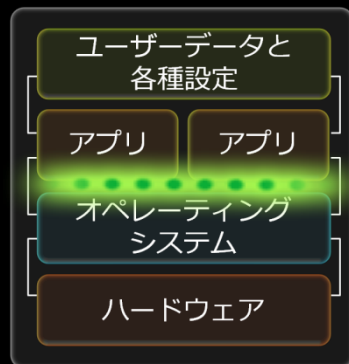 ユーザーデータと
各種設定
アプリ アプリ
オペレーティング
システム
ハードウェア